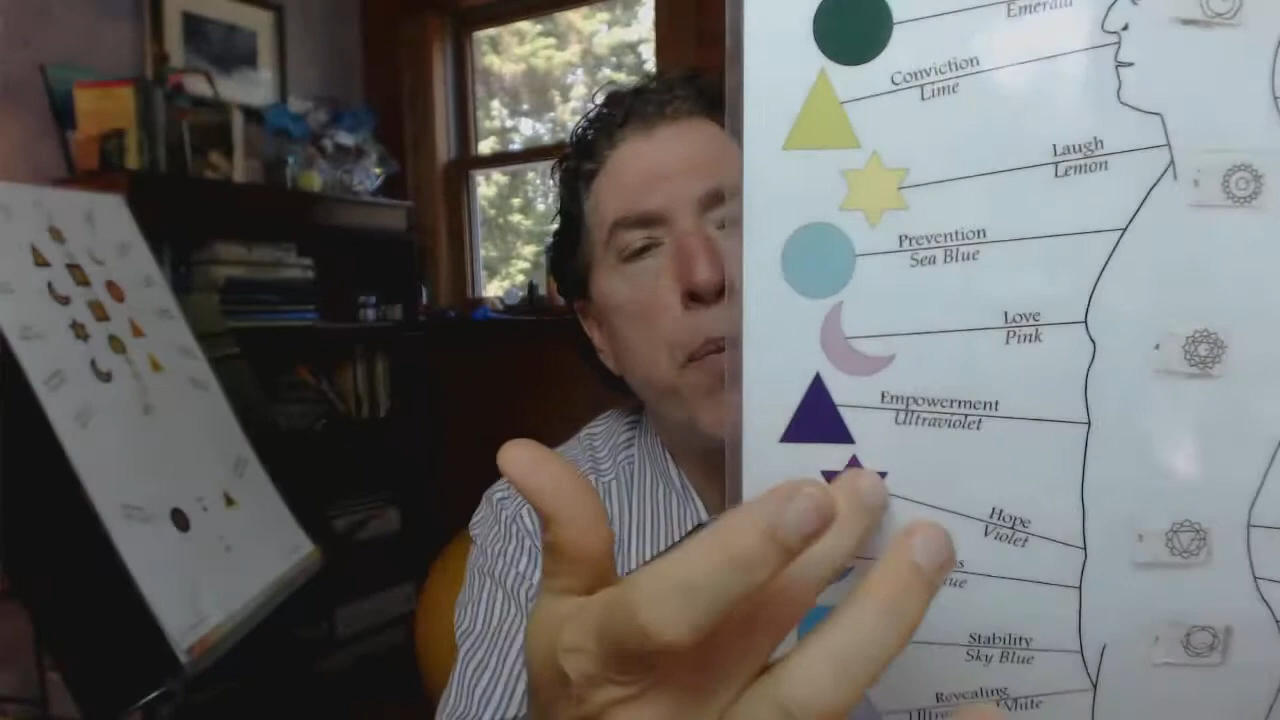 Emerald
Conviction
Lime
Laugh
Lemon
Prevention
Sea Blue
Love
Pink
Empowerment
Ultraviolet
Hope
Violet
Stability
Sky Blue
Revealing